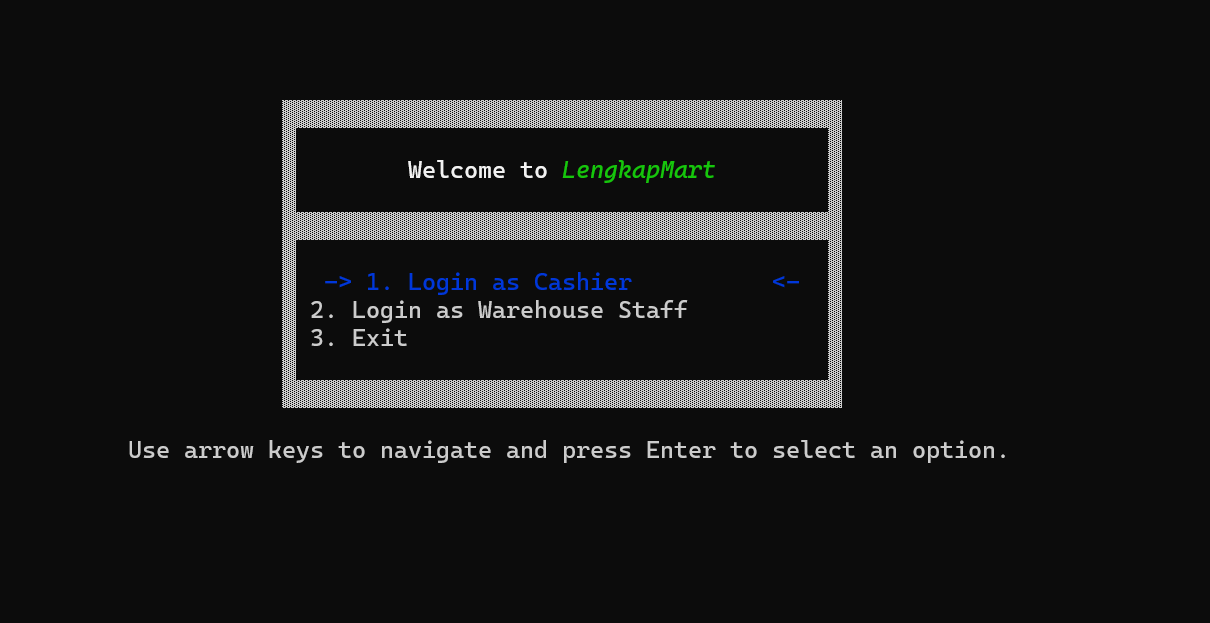 Welcome to LengkapMart
-> 1. Login as Cashier <-
2. Login as Warehouse Staff
3. Exit
Use arrow keys to navigate and press Enter to select an option.